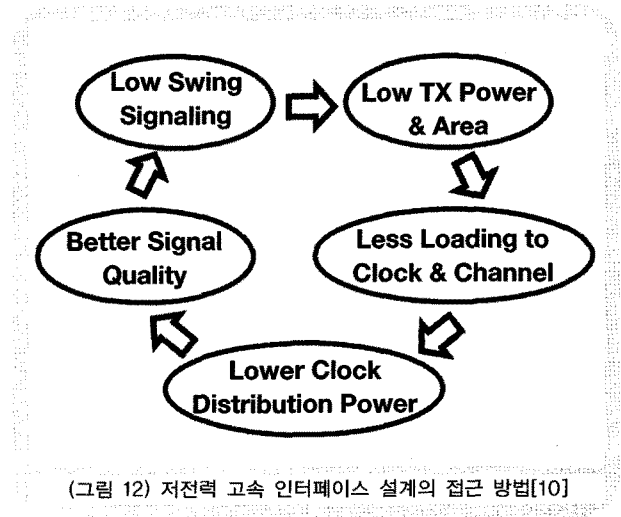 Low Swing
Signaling
Low TX Power
& Area
Less Loading to
Clock & Channel
Lower Clock
Distribution Power
Better Signal
Quality
(그림 12) 저전력 고속 인터페이스 설계의 접근 방법[10]